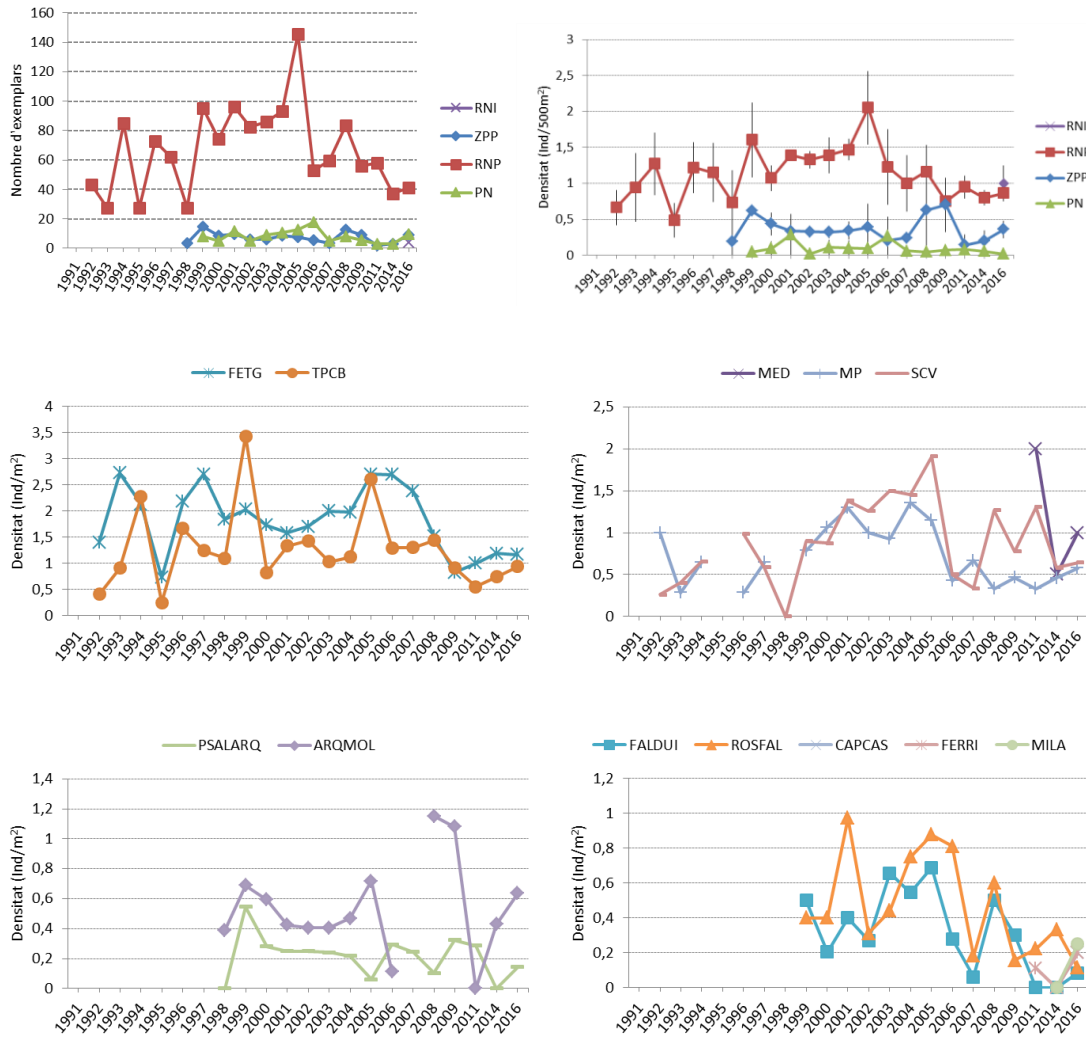 160
140
120
100
80
60
40
20
0
Nombre d'exemplars
1991 1992 1993 1994 1995 1996 1997 1998 1999 2000 2001 2002 2003 2004 2005 2006 2007 2008 2009 2011 2014 2016
RNI
ZPP
RNP
PN
3
2,5
2
1,5
1
0,5
0
Densitat (Ind/500m²)
1991 1992 1993 1994 1995 1996 1997 1998 1999 2000 2001 2002 2003 2004 2005 2006 2007 2008 2009 2011 2014 2016
RNI
RNP
ZPP
PN
FETG TPCB
4
3,5
3
2,5
2
1,5
1
0,5
0
Densitat (Ind/m²)
1991 1992 1993 1994 1995 1996 1997 1998 1999 2000 2001 2002 2003 2004 2005 2006 2007 2008 2009 2011 2014 2016
MED MP SCV
2,5
2
1,5
1
0,5
0
Densitat (Ind/m²)
1991 1992 1993 1994 1995 1996 1997 1998 1999 2000 2001 2002 2003 2004 2005 2006 2007 2008 2009 2011 2014 2016
PSALARQ ARQMOL
1,4
1,2
1
0,8
0,6
0,4
0,2
0
Densitat (Ind/m²)
1991 1992 1993 1994 1995 1996 1997 1998 1999 2000 2001 2002 2003 2004 2005 2006 2007 2008 2009 2011 2014 2016
FALDUI ROSFAL CAPCAS FERRI MILA
1,2
1
0,8
0,6
0,4
0,2
0
Densitat (Ind/m²)
1991 1992 1993 1994 1995 1996 1997 1998 1999 2000 2001 2002 2003 2004 2005 2006 2007 2008 2009 2011 2014 2016